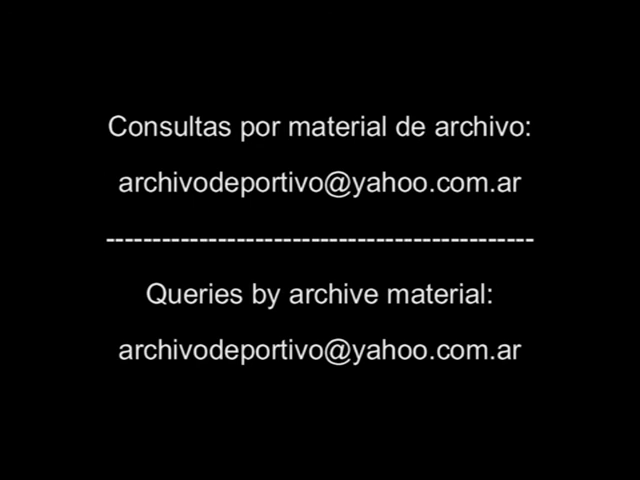 Consultas por material de archivo:
archivodeportivo@yahoo.com.ar
----------------------------------------------
Queries by archive material:
archivodeportivo@yahoo.com.ar